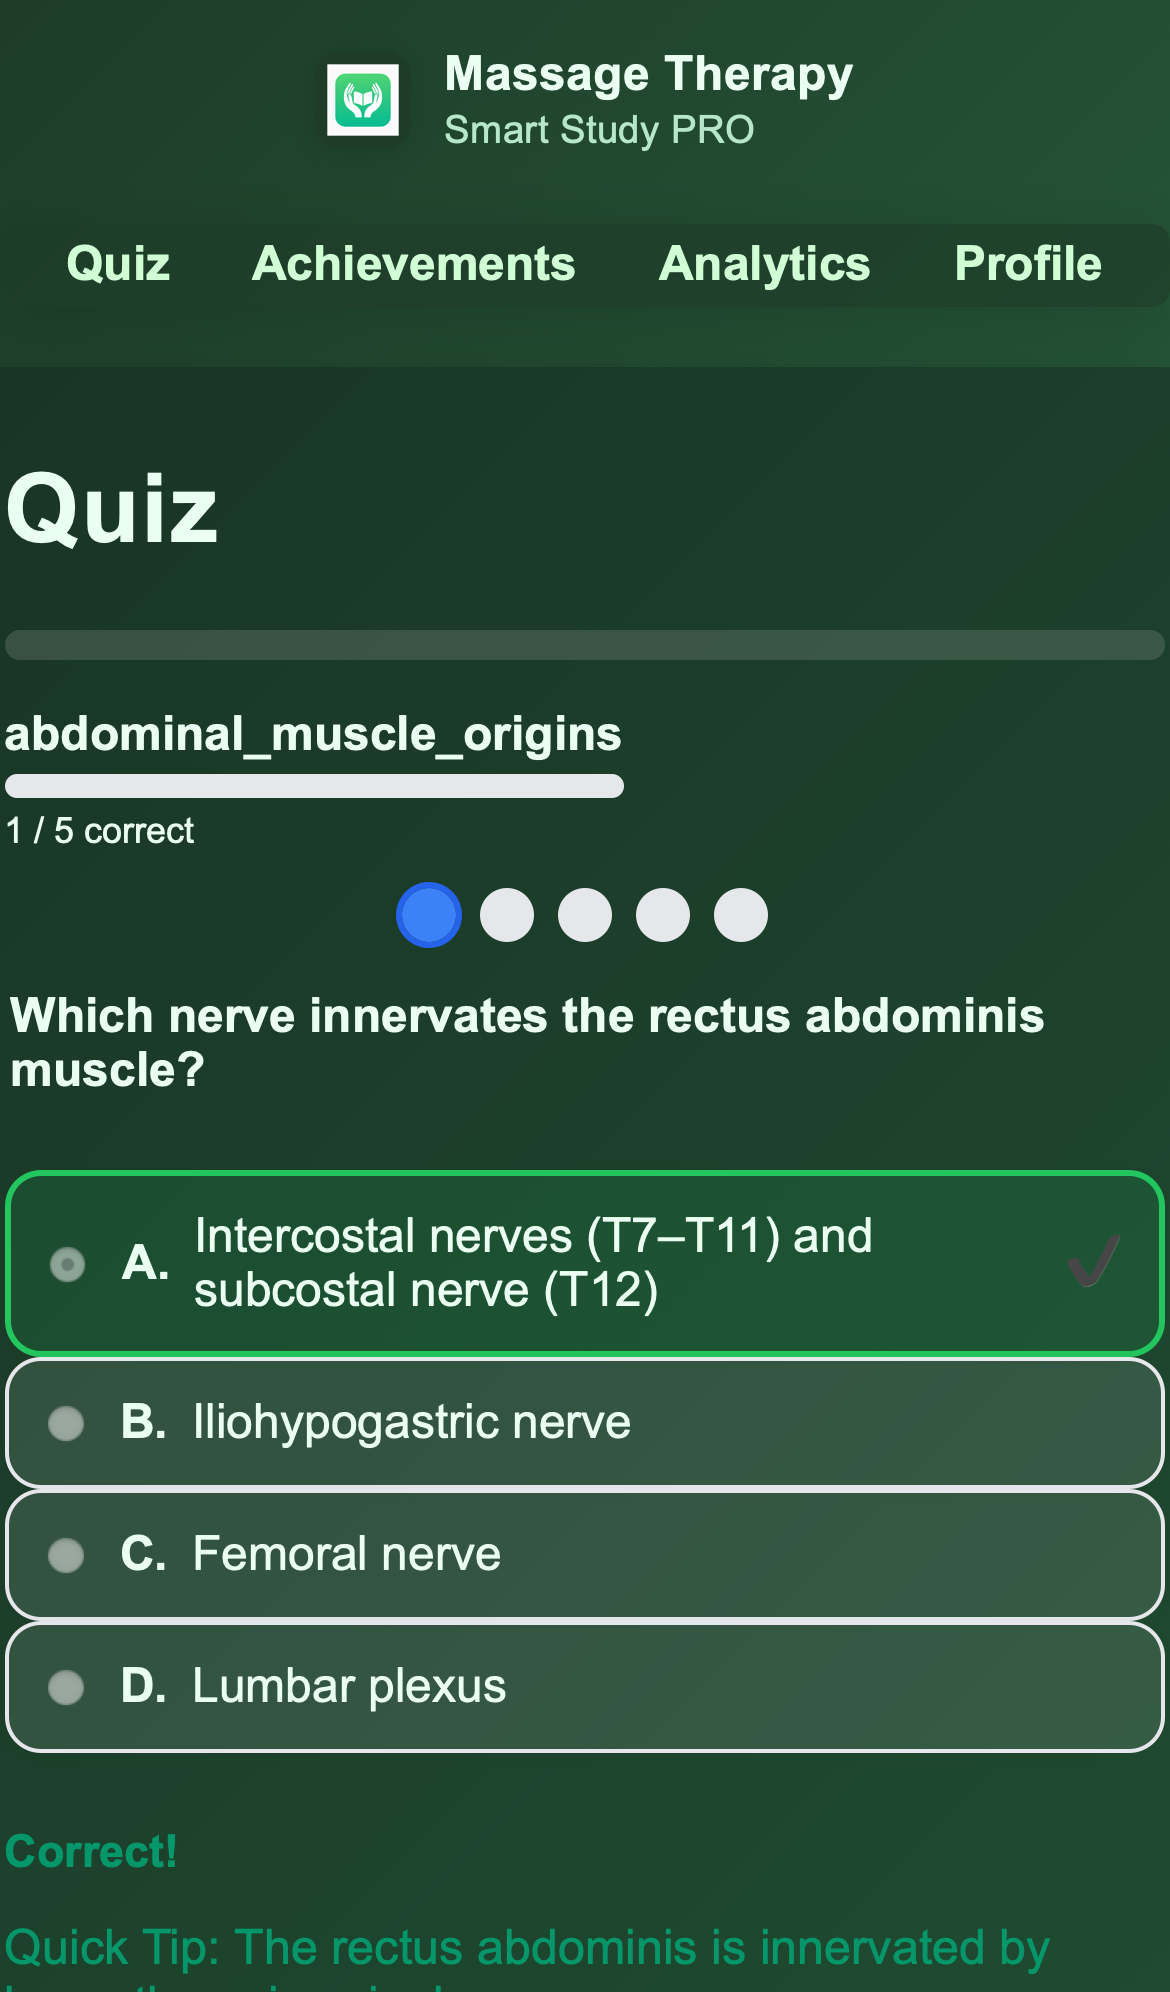 Massage Therapy
Smart Study PRO
Quiz Achievements Analytics Profile
Quiz
abdominal_muscle_origins
1 / 5 correct
Which nerve innervates the rectus abdominis
muscle?
A. Intercostal nerves (T7–T11) and
subcostal nerve (T12)
B. Iliohypogastric nerve
C. Femoral nerve
D. Lumbar plexus
Correct!
Quick Tip: The rectus abdominis is innervated by